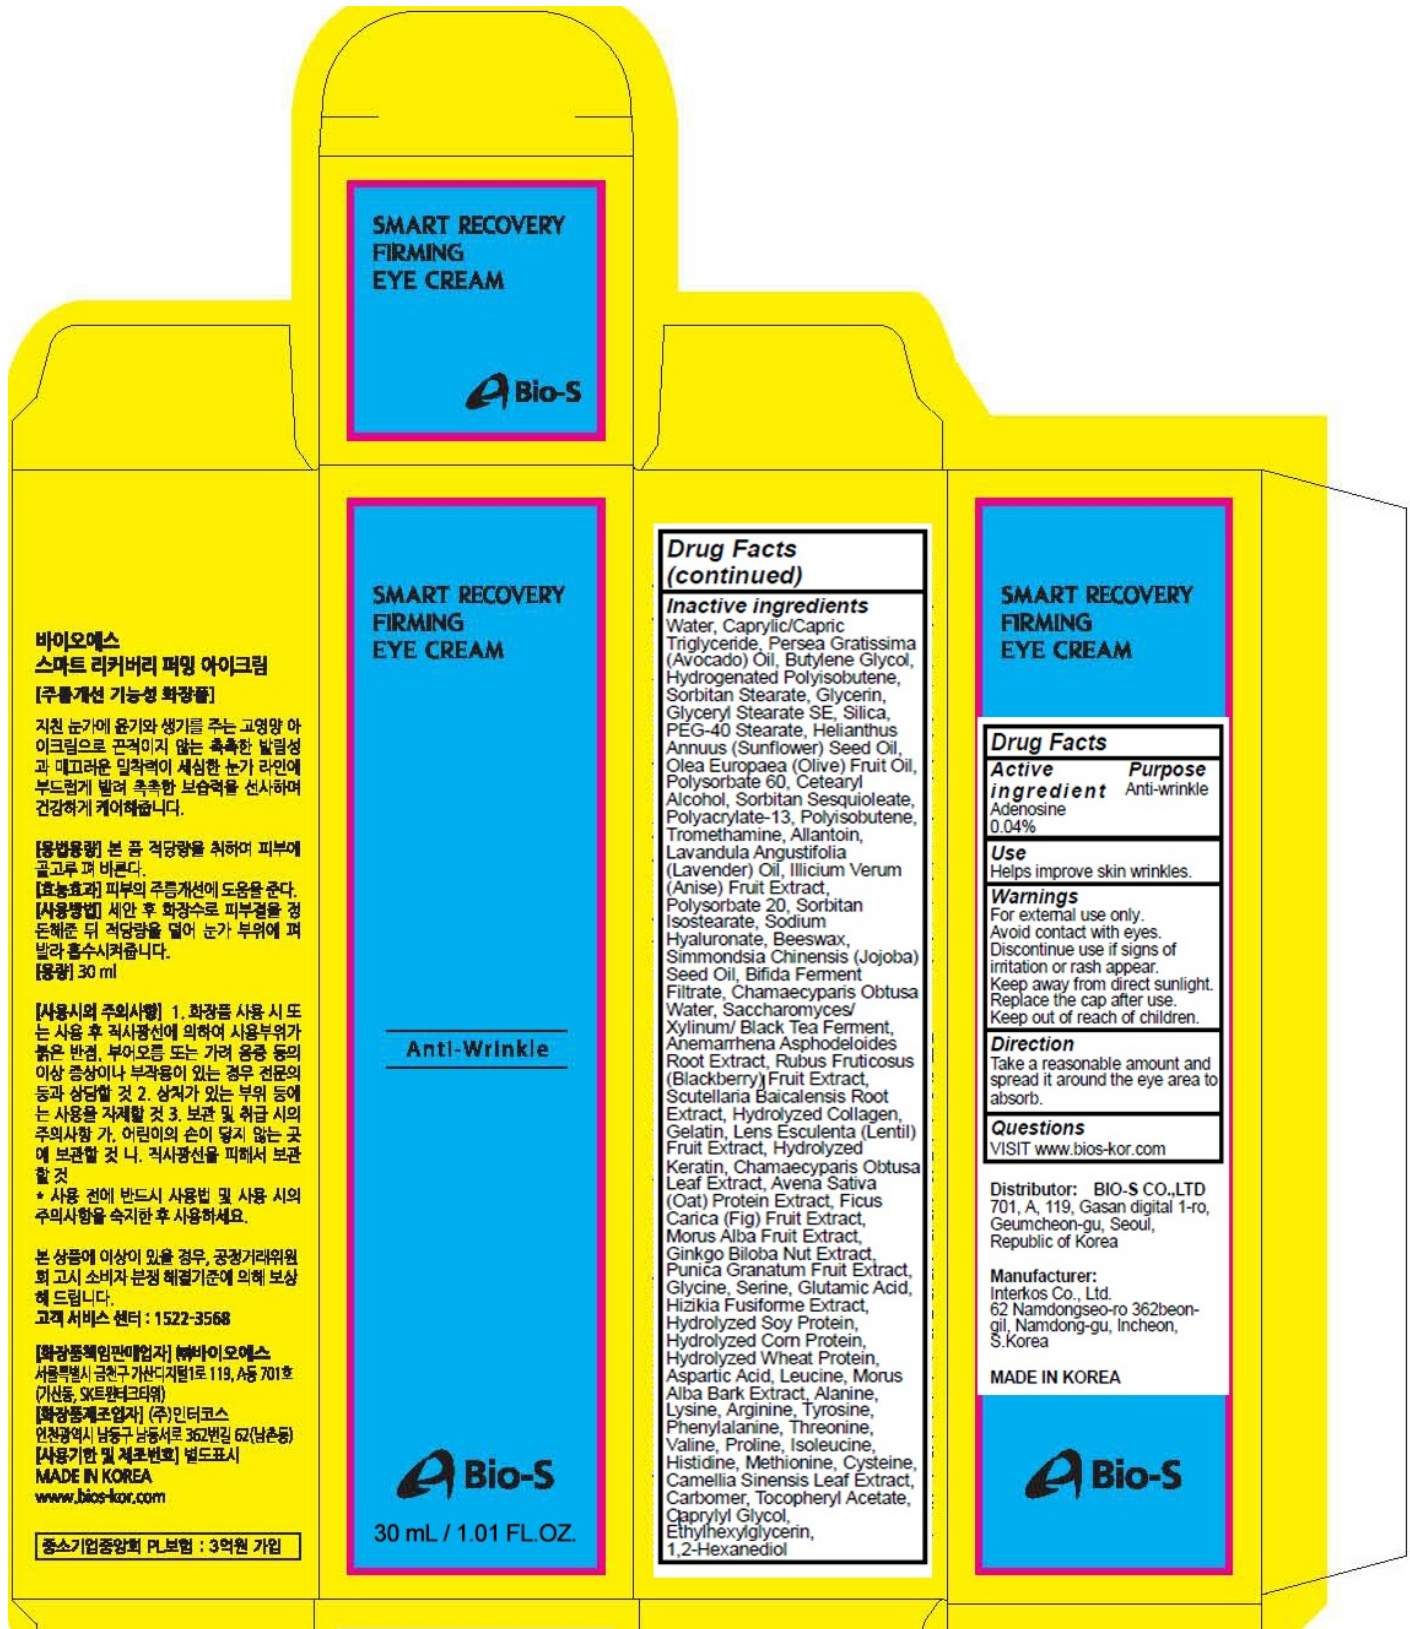 SMART RECOVERY
FIRMING
EYE CREAM
Bio-S
바이오에스
스마트 리커버리 퍼밍 아이크림
[주름개선 기능성 화장품]
지친 눈가에 윤기와 생기를 주는 고영양 아
이크림으로 끈적이지 않는 촉촉한 발림성
과 매끄러운 밀착력이 세심한 눈가 라인에
부드럽게 발려 촉촉한 보습력을 선사하며
건강하게 케어해줍니다.
[용법용량] 본 품 적당량을 취하여 피부에
골고루 펴 바른다.
[효능효과] 피부의 주름개선에 도움을 준다.
[사용방법] 세안 후 화장수로 피부결을 정
돈해준 뒤 적당량을 덜어 눈가 부위에 펴
발라 흡수시켜줍니다.
[용량] 30 ml
[사용시의 주의사항] 1. 화장품 사용 시 또
는 사용 후 직사광선에 의하여 사용부위가
붉은 반점, 부어오름 또는 가려움증 등의
이상 증상이나 부작용이 있는 경우 전문의
등과 상담할 것 2. 상처가 있는 부위 등에
는 사용을 자제할 것 3. 보관 및 취급 시의
주의사항 가. 어린이의 손이 닿지 않는 곳
에 보관할 것 나. 직사광선을 피해서 보관
할 것
* 사용 전에 반드시 사용법 및 사용 시의
주의사항을 숙지한 후 사용하세요.
본 상품에 이상이 있을 경우, 공정거래위원
회 고시 소비자 분쟁 해결기준에 의해 보상
해 드립니다.
고객 서비스 센터 : 1522-3568
[화장품책임판매업자] ㈜바이오에스
서울특별시 금천구 가산디지털1로 119, A동 701호
(가산동, SK트윈테크타워)
[화장품제조업자] (주)인터코스
인천광역시 남동구 남동서로 362번길 62(남촌동)
[사용기한 및 제조번호] 별도표시
MADE IN KOREA
www.bios-kor.com
중소기업중앙회 PL보험 : 3억원 가입
SMART RECOVERY
FIRMING
EYE CREAM
Anti-Wrinkle
Bio-S
30 mL / 1.01 FL.OZ.
Drug Facts
(continued)
Inactive ingredients
Water, Caprylic/Capric
Triglyceride, Persea Gratissima
(Avocado) Oil, Butylene Glycol,
Hydrogenated Polyisobutene,
Sorbitan Stearate, Glycerin,
Glyceryl Stearate SE, Silica,
PEG-40 Stearate, Helianthus
Annuus (Sunflower) Seed Oil,
Olea Europaea (Olive) Fruit Oil,
Polysorbate 60, Cetearyl
Alcohol, Sorbitan Sesquioleate,
Polyacrylate-13, Polyisobutene,
Tromethamine, Allantoin,
Lavandula Angustifolia
(Lavender) Oil, Illicium Verum
(Anise) Fruit Extract,
Polysorbate 20, Sorbitan
Isostearate, Sodium
Hyaluronate, Beeswax,
Simmondsia Chinensis (Jojoba)
Seed Oil, Bifida Ferment
Filtrate, Chamaecyparis Obtusa
Water, Saccharomyces/
Xylinum/ Black Tea Ferment,
Anemarrhena Asphodeloides
Root Extract, Rubus Fruticosus
(Blackberry) Fruit Extract,
Scutellaria Baicalensis Root
Extract, Hydrolyzed Collagen,
Gelatin, Lens Esculenta (Lentil)
Fruit Extract, Hydrolyzed
Keratin, Chamaecyparis Obtusa
Leaf Extract, Avena Sativa
(Oat) Protein Extract, Ficus
Carica (Fig) Fruit Extract,
Morus Alba Fruit Extract,
Ginkgo Biloba Nut Extract,
Punica Granatum Fruit Extract,
Glycine, Serine, Glutamic Acid,
Hizikia Fusiforme Extract,
Hydrolyzed Soy Protein,
Hydrolyzed Corn Protein,
Hydrolyzed Wheat Protein,
Aspartic Acid, Leucine, Morus
Alba Bark Extract, Alanine,
Lysine, Arginine, Tyrosine,
Phenylalanine, Threonine,
Valine, Proline, Isoleucine,
Histidine, Methionine, Cysteine,
Camellia Sinensis Leaf Extract,
Carbomer, Tocopheryl Acetate,
Caprylyl Glycol,
Ethylhexylglycerin,
1,2-Hexanediol
SMART RECOVERY
FIRMING
EYE CREAM
Drug Facts
Active Purpose
ingredient Anti-wrinkle
Adenosine
0.04%
Use
Helps improve skin wrinkles.
Warnings
For external use only.
Avoid contact with eyes.
Discontinue use if signs of
irritation or rash appear.
Keep away from direct sunlight.
Replace the cap after use.
Keep out of reach of children.
Direction
Take a reasonable amount and
spread it around the eye area to
absorb.
Questions
VISIT www.bios-kor.com
Distributor: BIO-S CO.,LTD
701, A, 119, Gasan digital 1-ro,
Geumcheon-gu, Seoul,
Republic of Korea
Manufacturer:
Interkos Co., Ltd.
62 Namdongseo-ro 362beon-
gil, Namdong-gu, Incheon,
S.Korea
MADE IN KOREA
Bio-S